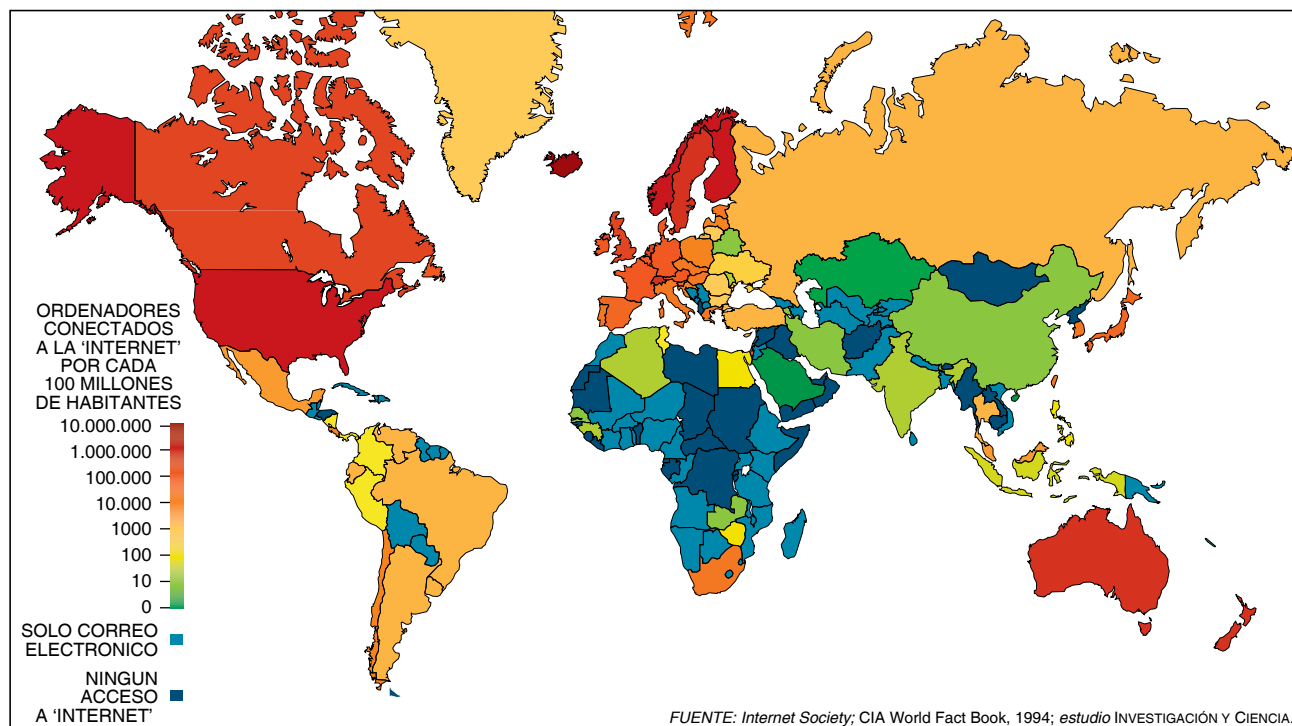 ORDENADORES
CONECTADOS
A LA ‘INTERNET’
POR CADA
100 MILLONES
DE HABITANTES
10.000.000
1.000.000
100.000
10.000
1000
100
10
0
SOLO CORREO
ELECTRONICO
NINGUN
ACCESO
A ‘INTERNET’
FUENTE: Internet Society; CIA World Fact Book, 1994; estudio INVESTIGACIÓN Y CIENCIA.